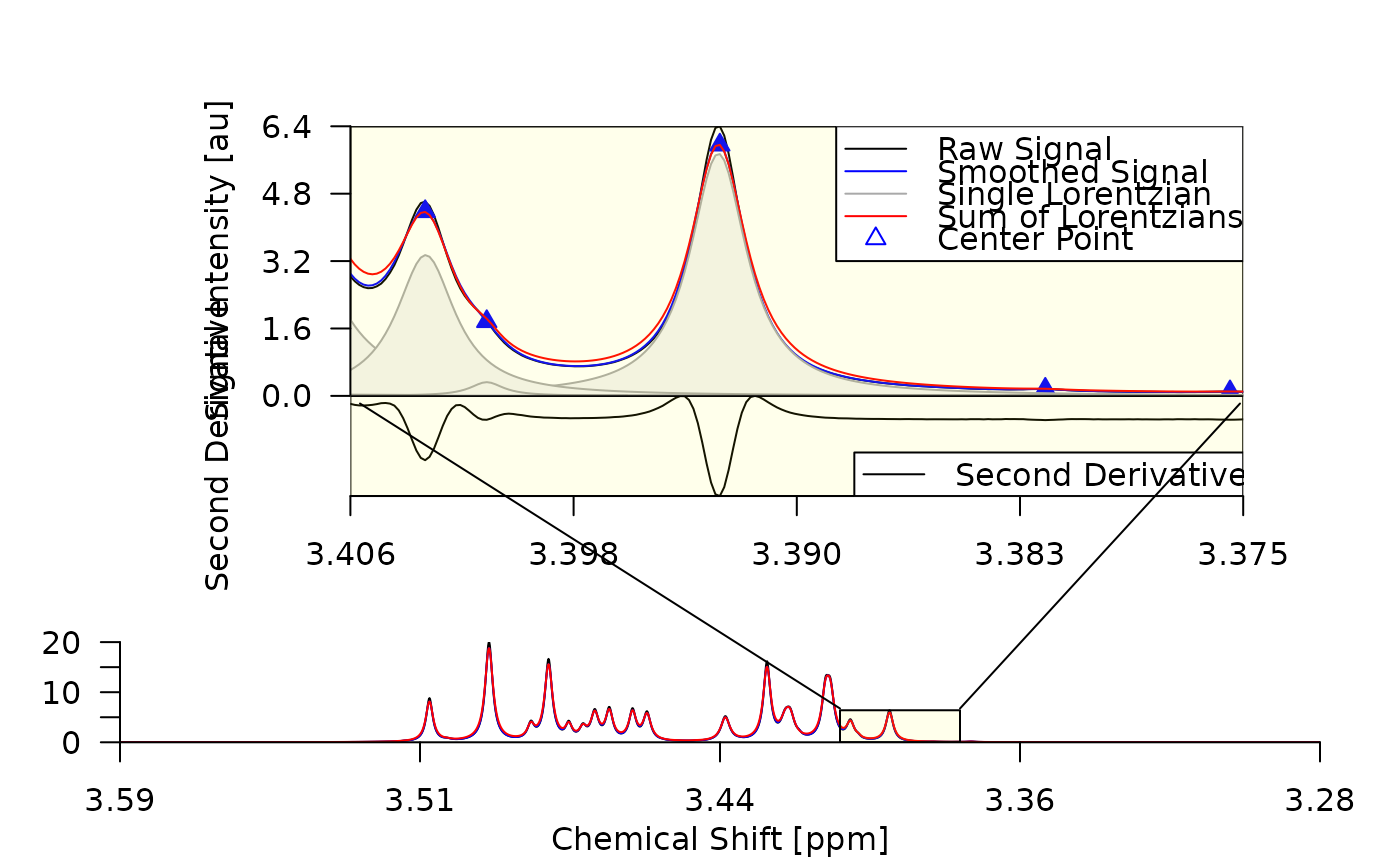 Signal Intensity [au]
Second Derivative
6.4
4.8
3.2
1.6
0.0
Raw Signal
Smoothed Signal
Single Lorentzian
Sum of Lorentzians
Center Point
Second Derivative
3.406 3.398 3.390 3.383 3.375
20
10
0
3.59 3.51 3.44 3.36 3.28
Chemical Shift [ppm]